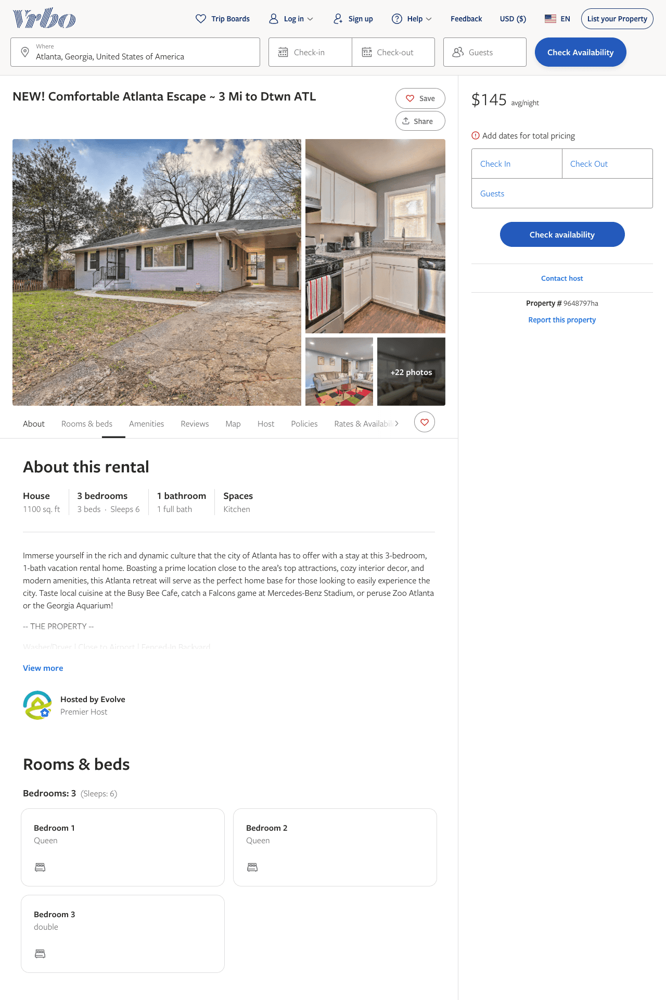 Vrbo
Trip Boards
Log in
Sign up
Help
Feedback
USD ($)
EN
List your Property
Where
Atlanta, Georgia, United States of America
Check-in
Check-out
Guests
Check Availability
NEW! Comfortable Atlanta Escape ~ 3 Mi to Dtwn ATL
Save
Share
+22 photos
$145 avg/night
Add dates for total pricing
Check In
Check Out
Guests
Check availability
Contact host
Property # 9648797ha
Report this property
About
Rooms & beds
Amenities
Reviews
Map
Host
Policies
Rates & Availabili
About this rental
House
1100 sq. ft
3 bedrooms
3 beds · Sleeps 6
1 bathroom
1 full bath
Spaces
Kitchen
Immerse yourself in the rich and dynamic culture that the city of Atlanta has to offer with a stay at this 3-bedroom,
1-bath vacation rental home. Boasting a prime location close to the area's top attractions, cozy interior decor, and
modern amenities, this Atlanta retreat will serve as the perfect home base for those looking to easily experience the
city. Taste local cuisine at the Busy Bee Cafe, catch a Falcons game at Mercedes-Benz Stadium, or peruse Zoo Atlanta
or the Georgia Aquarium!
-- THE PROPERTY --
Washer/Dryer | Close to Airport | Fenced-In Backyard
View more
Hosted by Evolve
Premier Host
Rooms & beds
Bedrooms: 3 (Sleeps: 6)
Bedroom 1
Queen
Bedroom 2
Queen
Bedroom 3
double